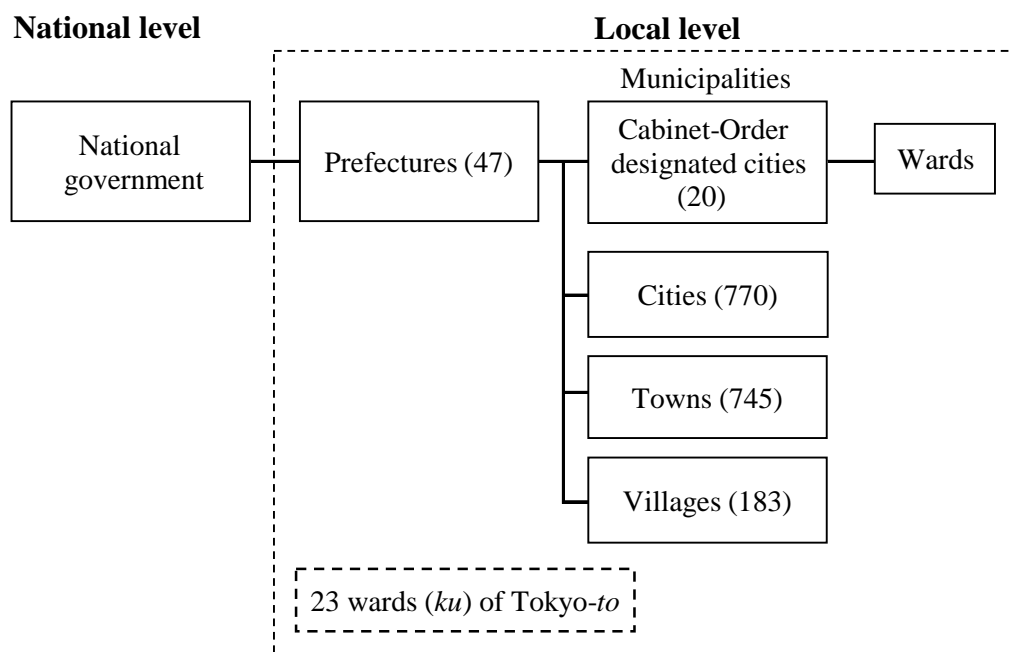 National level
Local level
Municipalities
National
government
Prefectures (47)
Cabinet-Order
designated cities
(20)
Wards
Cities (770)
Towns (745)
Villages (183)
23 wards (ku) of Tokyo-to